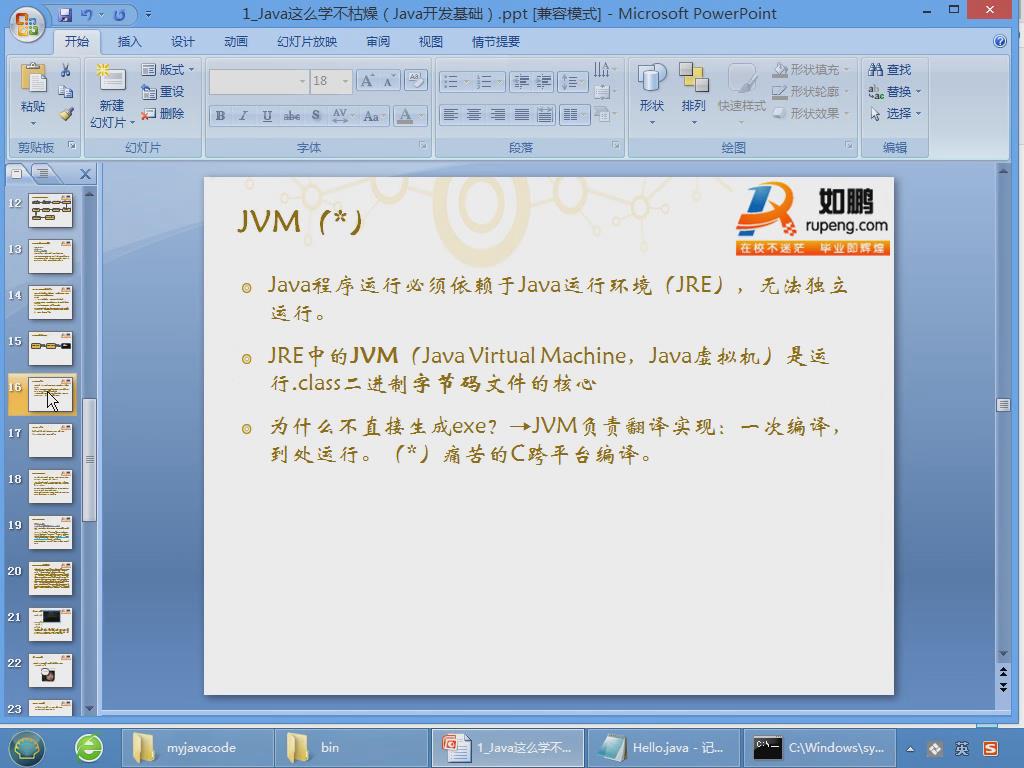 1_Java这么学不枯燥（Java开发基础）.ppt [兼容模式] - Microsoft PowerPoint
开始 插入 设计 动画 幻灯片放映 审阅 视图 情节提要
粘贴 新建 幻灯片 版式 重设 删除 18 形状 排列 快速样式 形状填充 形状轮廓 形状效果 查找 替换 选择
剪贴板 幻灯片 字体 段落 绘图 编辑
12
13
14
15
16
17
18
19
20
21
22
23
如鹏
rupeng.com
在校不迷茫 毕业即辉煌
JVM（*）
Java程序运行必须依赖于Java运行环境（JRE），无法独立
运行。
JRE中的JVM（Java Virtual Machine，Java虚拟机）是运
行.class二进制字节码文件的核心
为什么不直接生成exe？→JVM负责翻译实现：一次编译，
到处运行。（*）痛苦的C跨平台编译。
myjavacode bin 1_Java这么学不... Hello.java - 记... C:\Windows\sy... 英